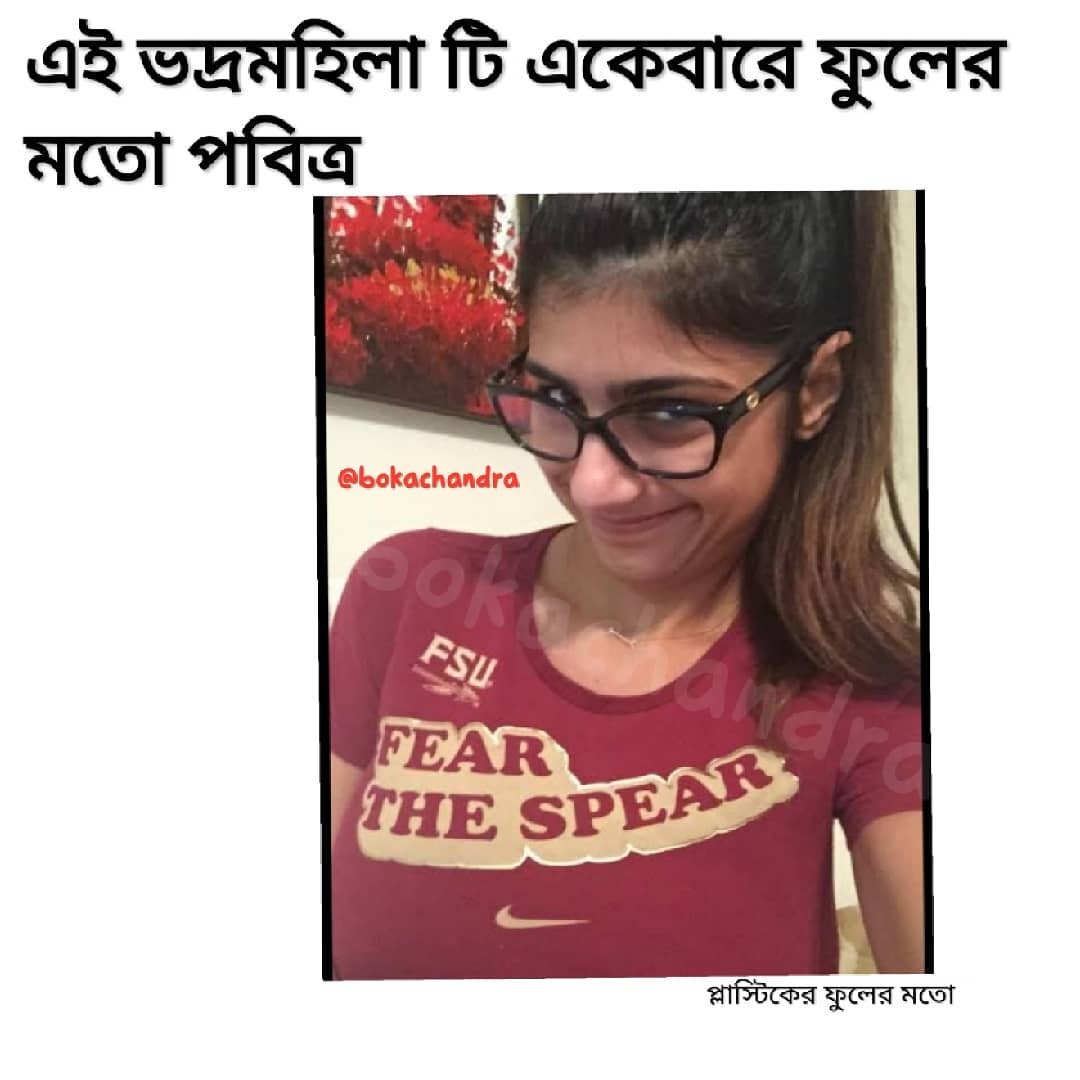 এই ভদ্রমহিলা টি একেবারে ফুলের
মতো পবিত্র
@bokachandra
bokachandra
FSU
FEAR
THE SPEAR
প্লাস্টিকের ফুলের মতো